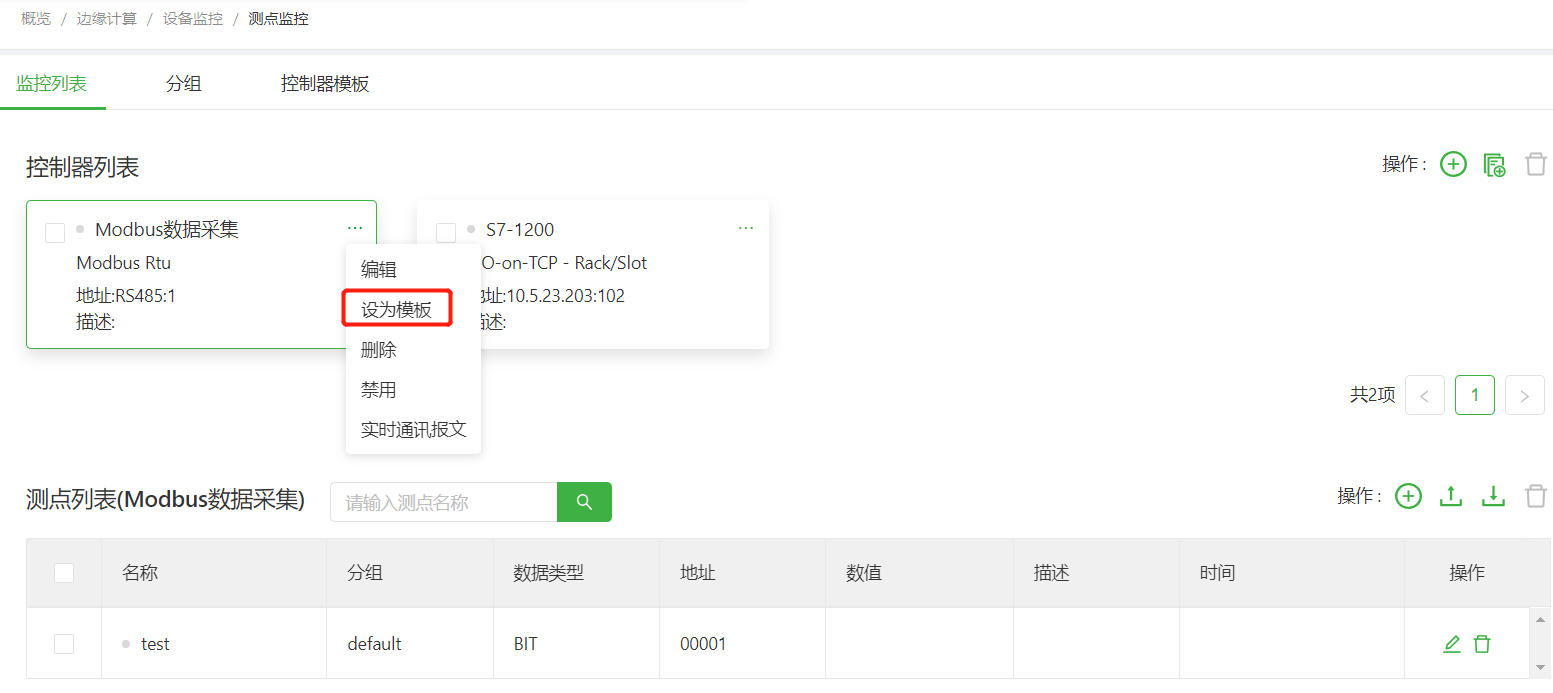 概览 / 边缘计算 / 设备监控 / 测点监控
监控列表 分组 控制器模板
控制器列表 操作 :
Modbus数据采集 ···
Modbus Rtu
地址:RS485:1
描述:
S7-1200 ···
O-on-TCP - Rack/Slot
址:10.5.23.203:102
述:
编辑
设为模板
删除
禁用
实时通讯报文
共2项 < 1 >
测点列表(Modbus数据采集) 请输入测点名称 操作 :
名称 分组 数据类型 地址 数值 描述 时间 操作
test default BIT 00001